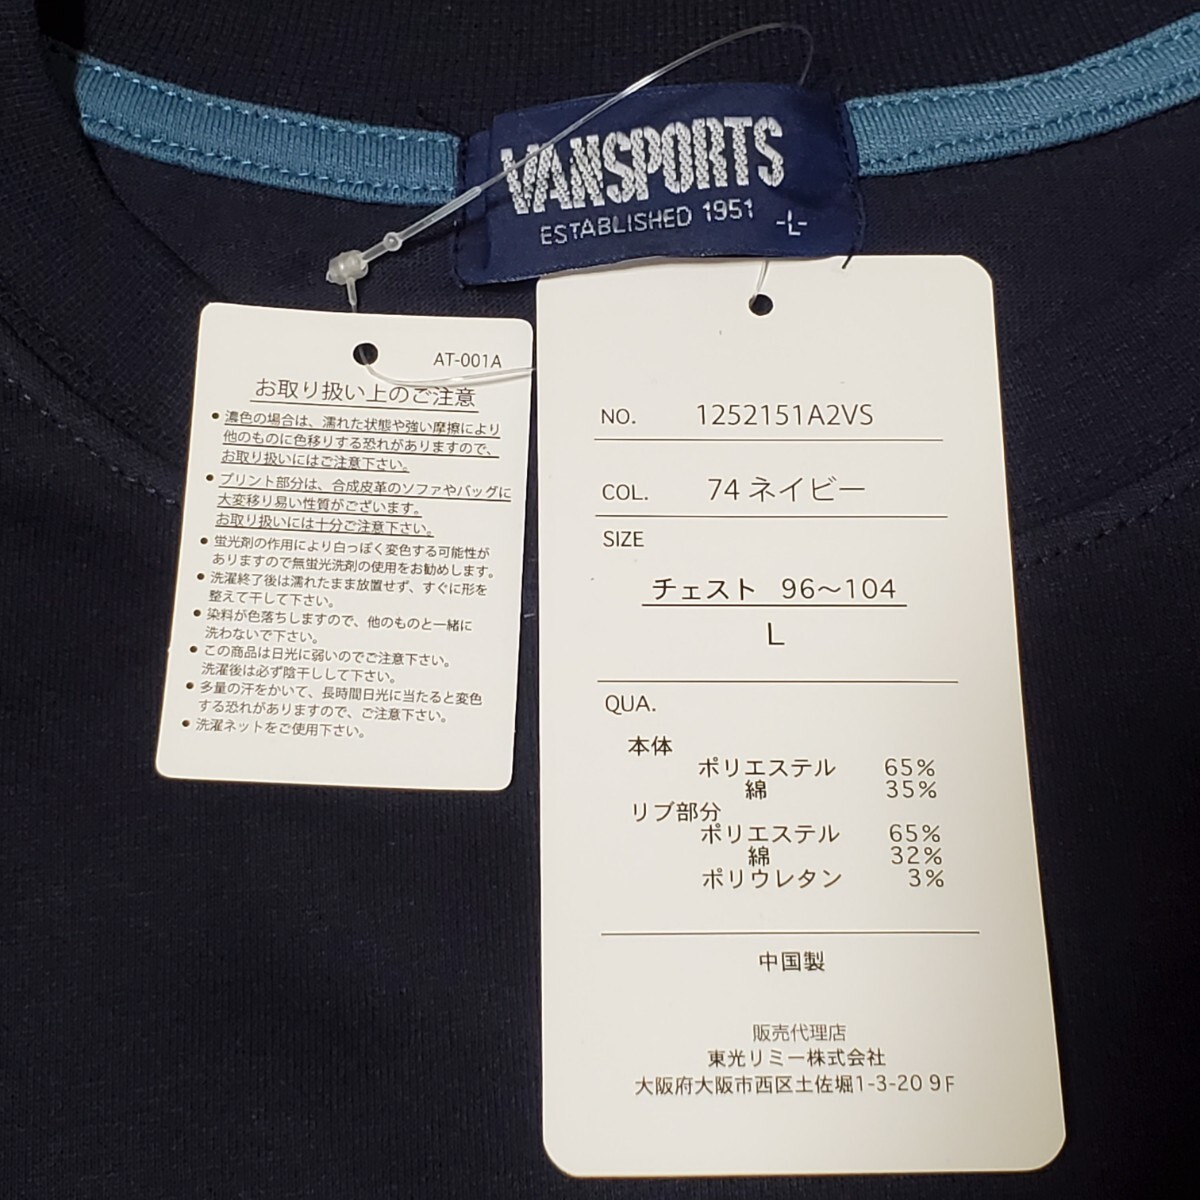 VANSPORTS
ESTABLISHED 1951
-L-
AT-001A
お取り扱い上のご注意
● 濃色の場合は、濡れた状態や強い摩擦により
他のものに色移りする恐れがありますので、
お取り扱いにはご注意下さい。
● プリント部分は、合成皮革のソファやバッグに
大変移り易い性質がございます。
お取り扱いには十分ご注意下さい。
● 蛍光剤の作用により白っぽく変色する可能性が
ありますので無蛍光洗剤の使用をお勧めします。
● 洗濯終了後は濡れたまま放置せず、すぐに形を
整えて干して下さい。
● 染料が色落ちしますので、他のものと一緒に
洗わないで下さい。
● この商品は日光に弱いのでご注意下さい。
洗濯後は必ず陰干しして下さい。
● 多量の汗をかいて、長時間日光に当たると変色
する恐れがありますので、ご注意下さい。
● 洗濯ネットをご使用下さい。
NO. 1252151A2VS
COL. 74 ネイビー
SIZE
チェスト 96～104
L
QUA.
本体
ポリエステル 65%
綿 35%
リブ部分
ポリエステル 65%
綿 32%
ポリウレタン 3%
中国製
販売代理店
東光リミー株式会社
大阪府大阪市西区土佐堀1-3-20 9F